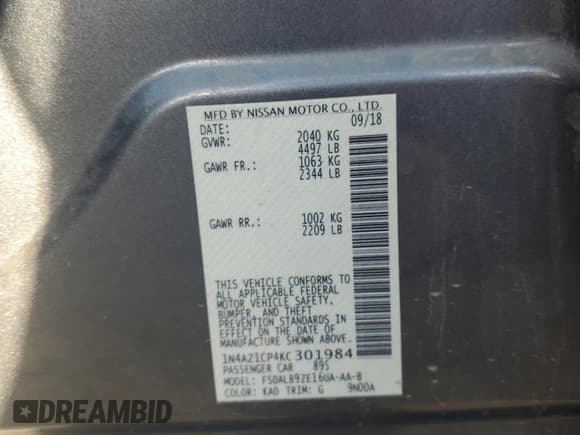 MFD BY NISSAN MOTOR CO., LTD.
DATE: 09/18
GVWR: 2040 KG
4497 LB
GAWR FR.: 1063 KG
2344 LB
GAWR RR.: 1002 KG
2209 LB
THIS VEHICLE CONFORMS TO
ALL APPLICABLE FEDERAL
MOTOR VEHICLE SAFETY,
BUMPER, AND THEFT
PREVENTION STANDARDS IN
EFFECT ON THE DATE OF
MANUFACTURE SHOWN ABOVE.
1N4AZ1CP4KC301984
PASSENGER CAR 895
MODEL: FSDALB9ZE16UA-AA-B
COLOR: KAD TRIM: G 9N00A
DREAMBID